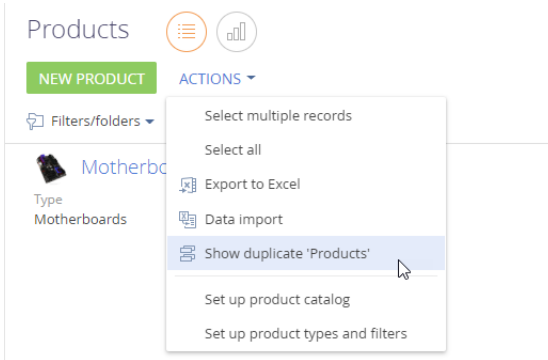 Products
NEW PRODUCT
ACTIONS
Filters/folders
Select multiple records
Select all
Export to Excel
Data import
Show duplicate 'Products'
Set up product catalog
Set up product types and filters
Motherbo
Type
Motherboards